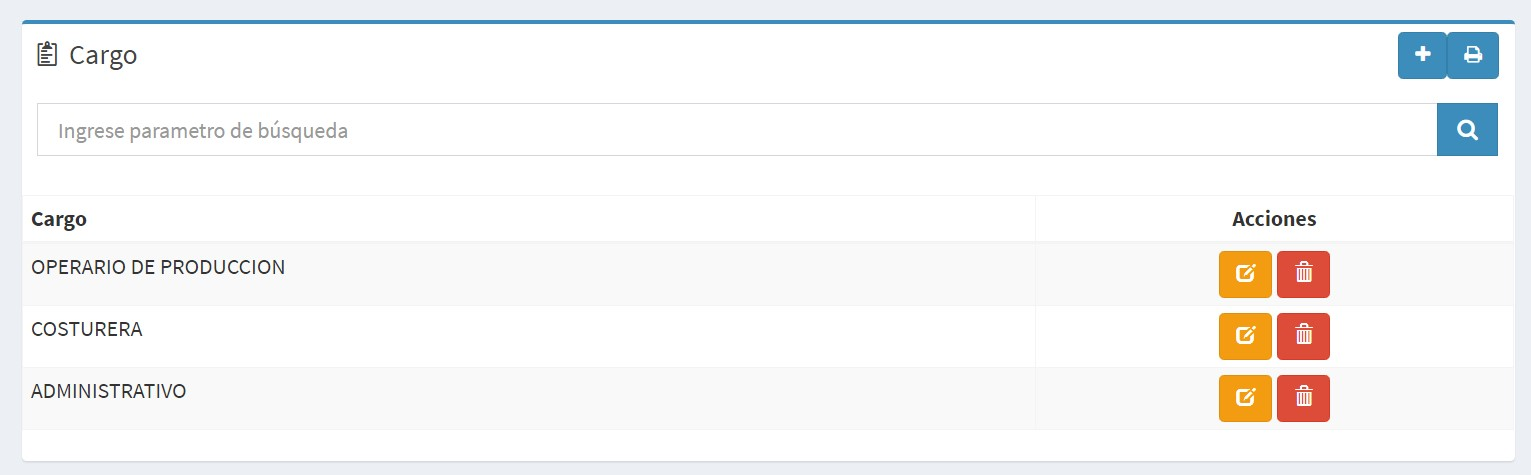 Cargo
Ingrese parametro de búsqueda
Cargo Acciones
OPERARIO DE PRODUCCION
COSTURERA
ADMINISTRATIVO